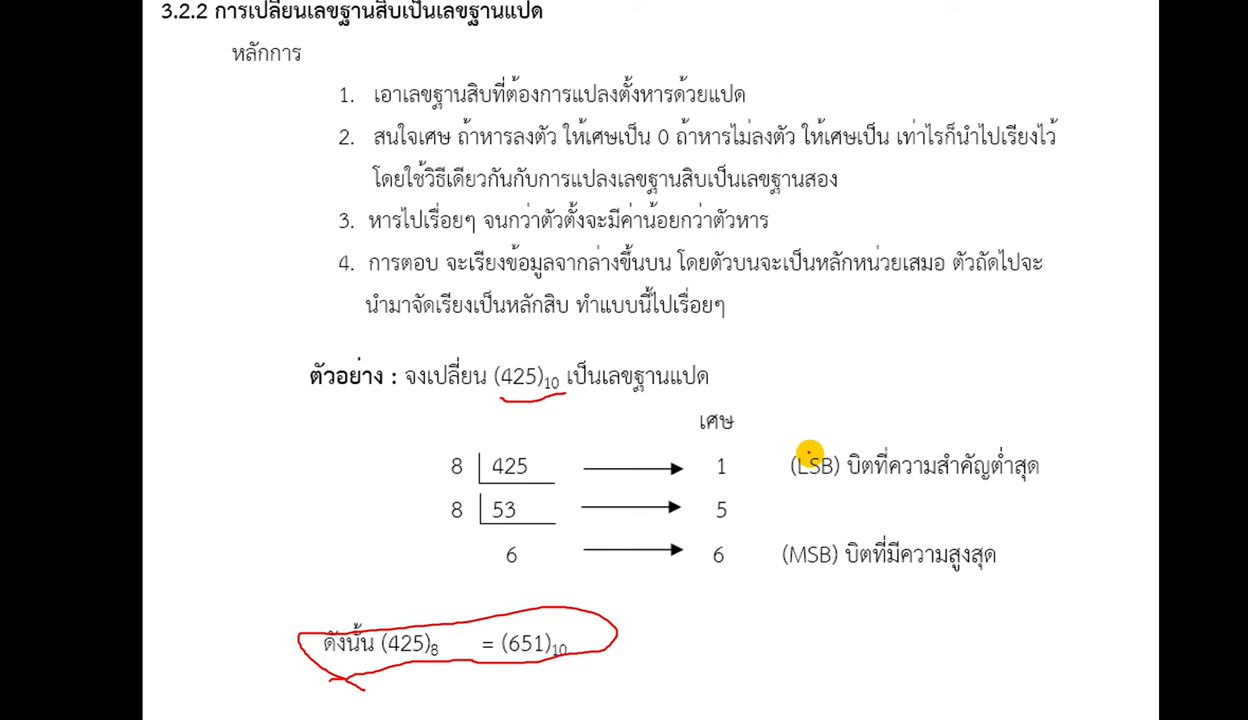 3.2.2 การเปลี่ยนเลขฐานสิบเป็นเลขฐานแปด
หลักการ
1. เอาเลขฐานสิบที่ต้องการแปลงตั้งหารด้วยแปด
2. สนใจเศษ ถ้าหารลงตัว ให้เศษเป็น 0 ถ้าหารไม่ลงตัว ให้เศษเป็น เท่าไรก็นำไปเรียงไว้
โดยใช้วิธีเดียวกันกับการแปลงเลขฐานสิบเป็นเลขฐานสอง
3. หารไปเรื่อยๆ จนกว่าตัวตั้งจะมีค่าน้อยกว่าตัวหาร
4. การตอบ จะเรียงข้อมูลจากล่างขึ้นบน โดยตัวบนจะเป็นหลักหน่วยเสมอ ตัวถัดไปจะ
นำมาจัดเรียงเป็นหลักสิบ ทำแบบนี้ไปเรื่อยๆ
ตัวอย่าง : จงเปลี่ยน (425)10 เป็นเลขฐานแปด
เศษ
8 425 1 (LSB) บิตที่ความสำคัญต่ำสุด
8 53 5
6 6 (MSB) บิตที่มีความสูงสุด
ดังนั้น (425)8 = (651)10